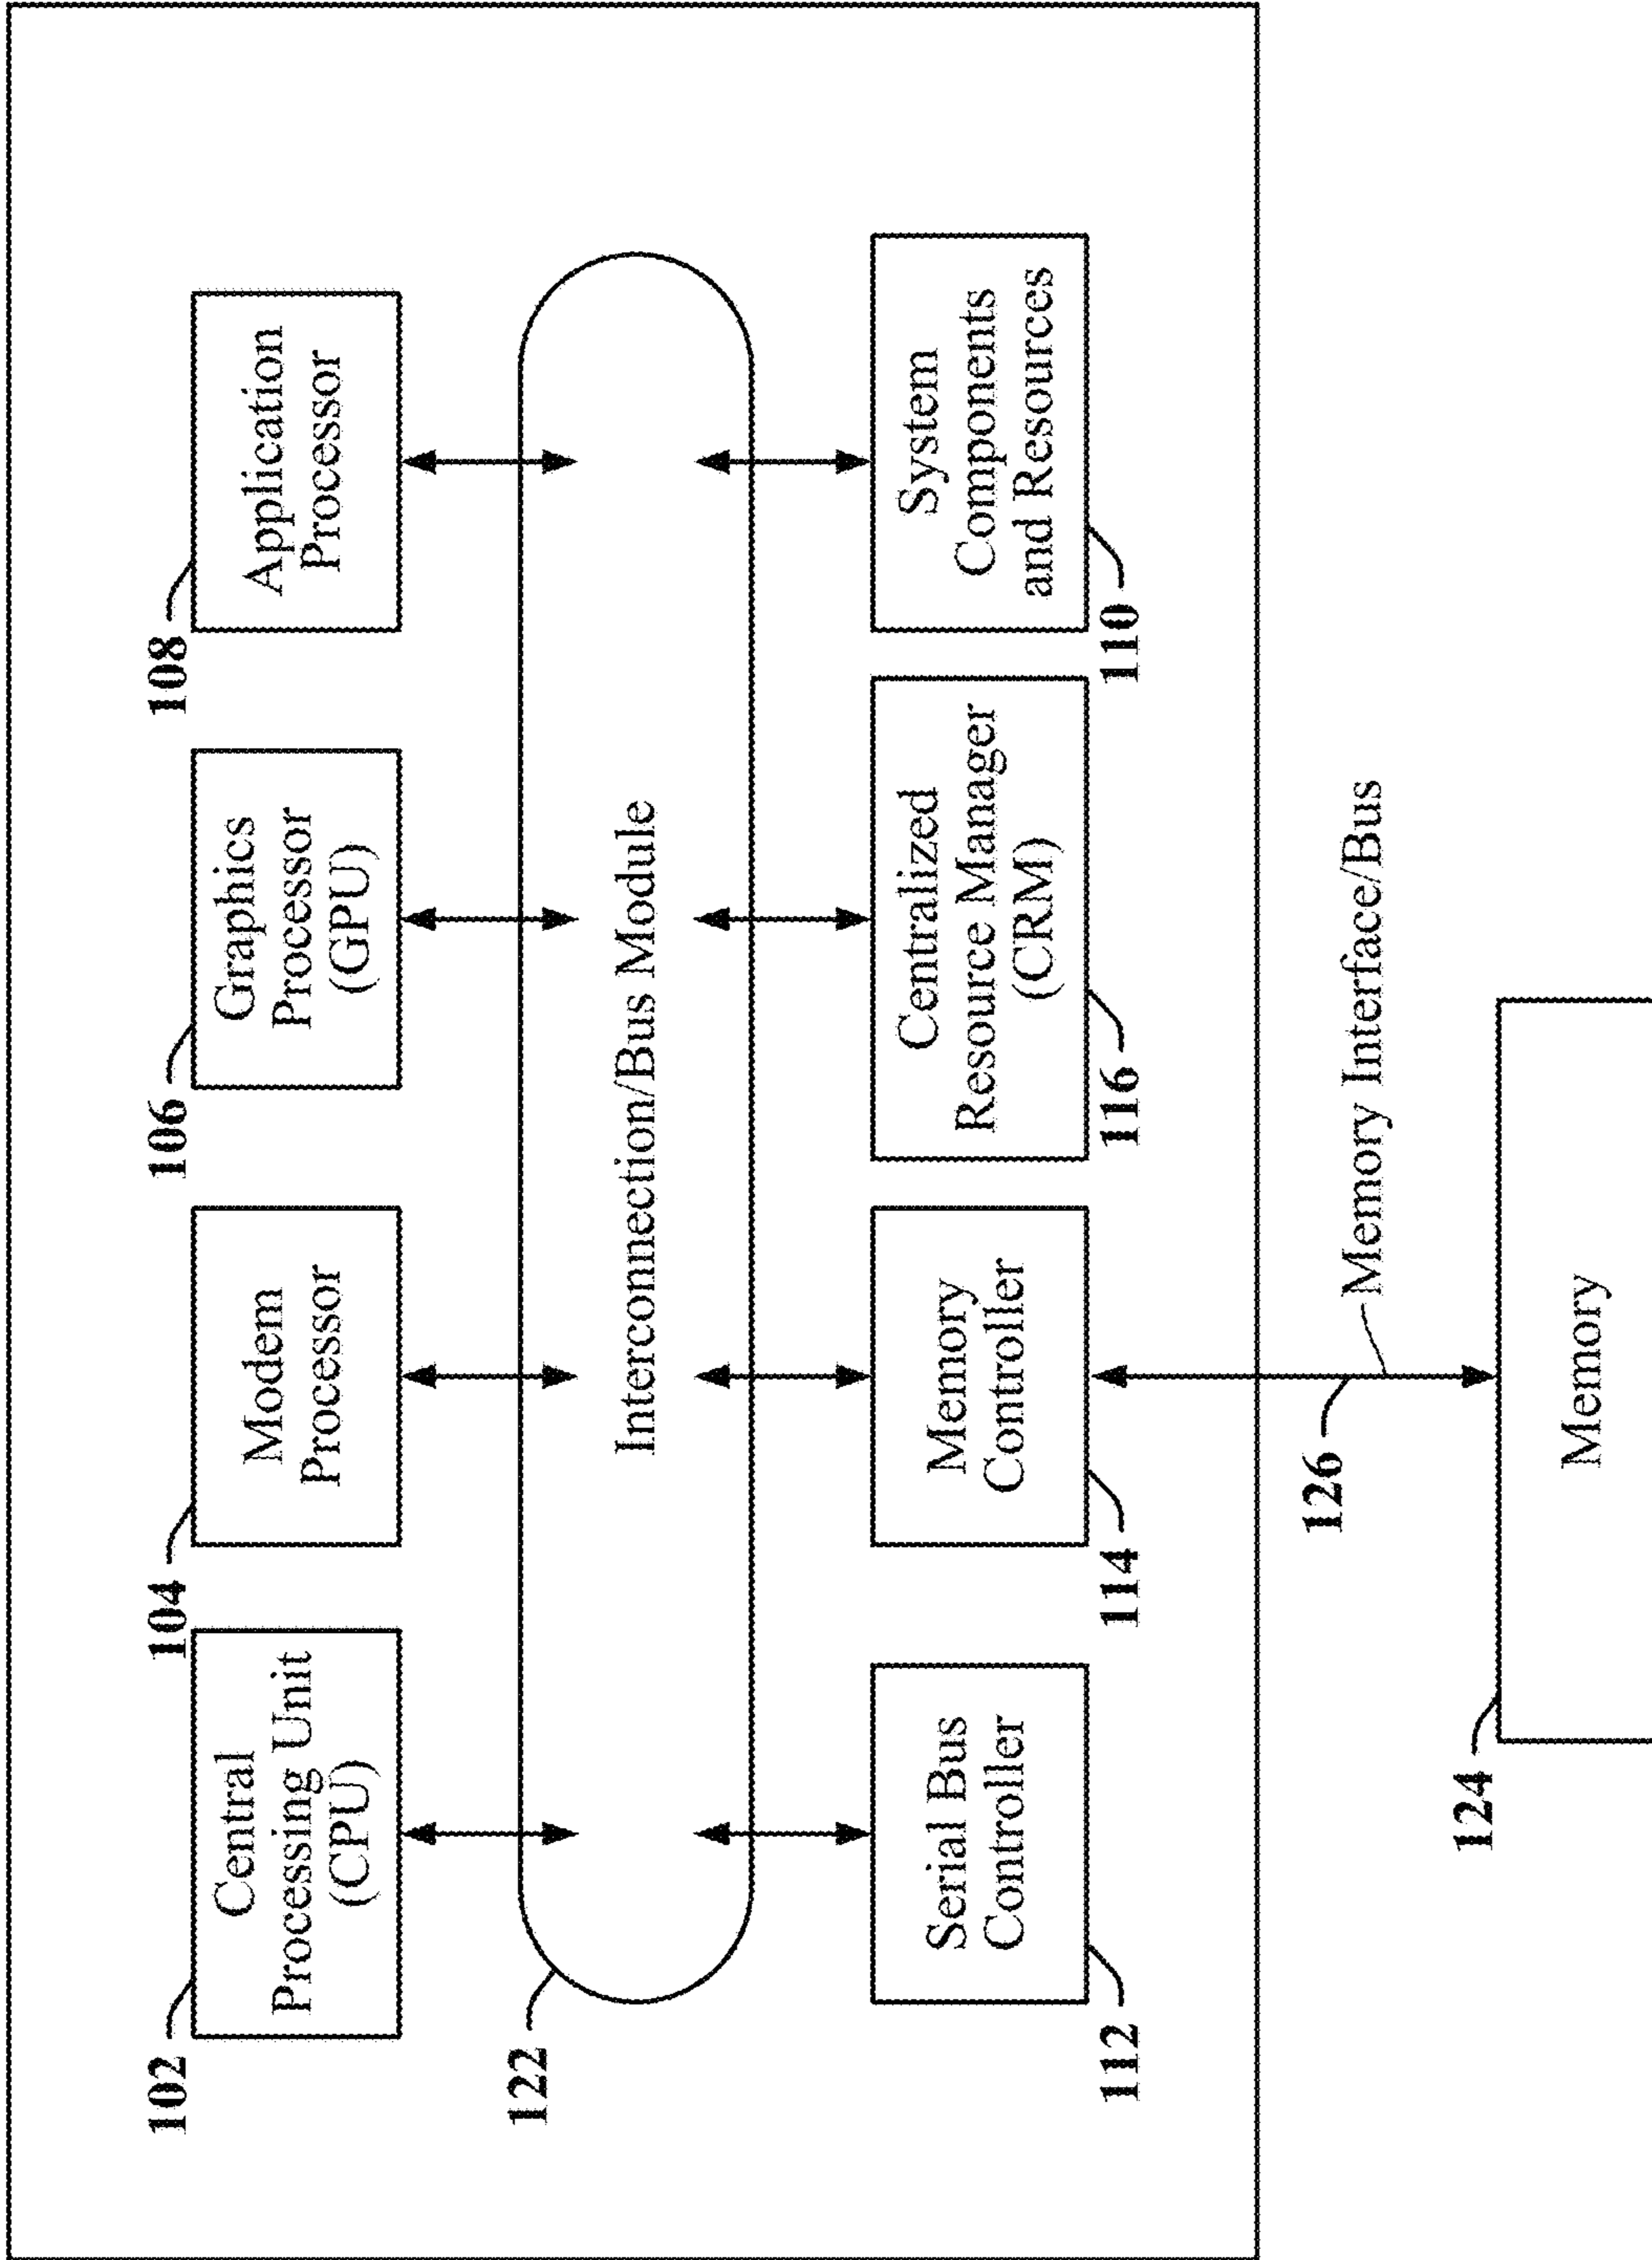 102
Central
Processing Unit
(CPU)
104
Modem
Processor
106
Graphics
Processor
(GPU)
108
Application
Processor
122
Interconnection/Bus Module
112
Serial Bus
Controller
114
Memory
Controller
116
Centralized
Resource Manager
(CRM)
110
System
Components
and Resources
126
Memory Interface/Bus
124
Memory